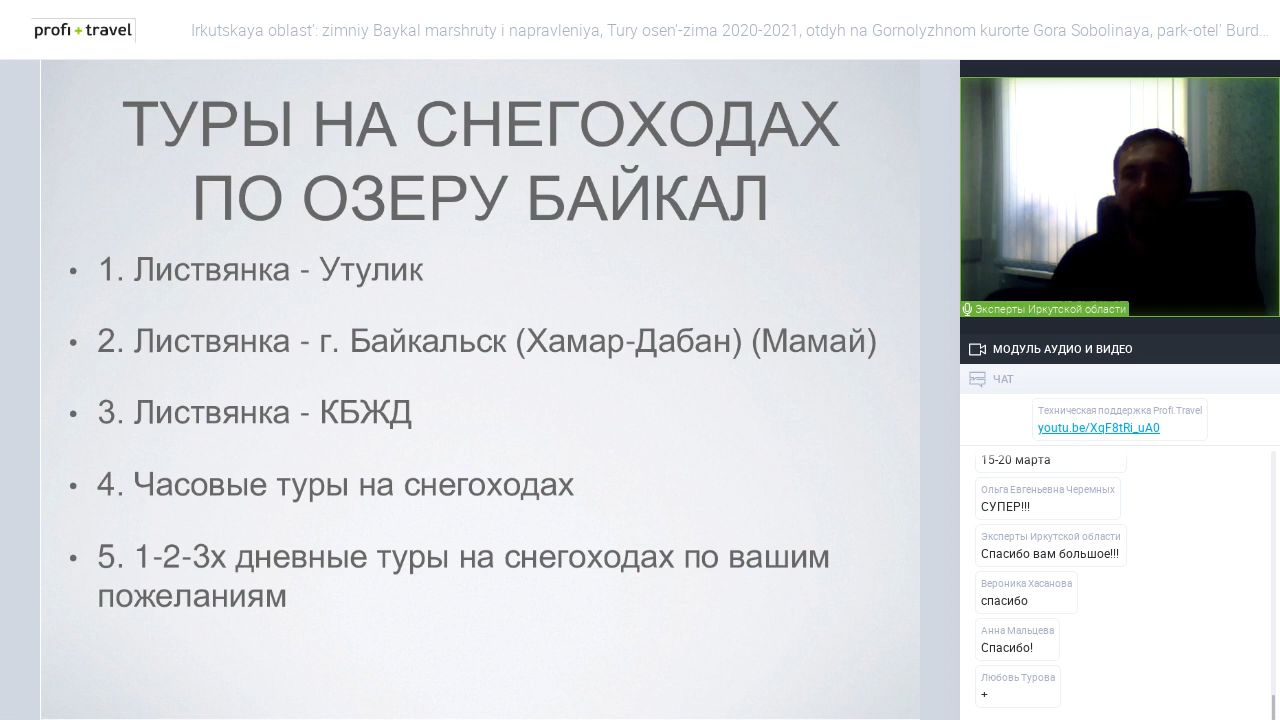 profi + travel
Irkutskaya oblast': zimniy Baykal marshruty i napravleniya, Tury osen'-zima 2020-2021, otdyh na Gornolyzhnom kurorte Gora Sobolinaya, park-otel' Burd...
ТУРЫ НА СНЕГОХОДАХ
ПО ОЗЕРУ БАЙКАЛ
• 1. Листвянка - Утулик
• 2. Листвянка - г. Байкальск (Хамар-Дабан) (Мамай)
• 3. Листвянка - КБЖД
• 4. Часовые туры на снегоходах
• 5. 1-2-3х дневные туры на снегоходах по вашим
пожеланиям
Эксперты Иркутской области
МОДУЛЬ АУДИО И ВИДЕО
ЧАТ
Техническая поддержка Profi.Travel
youtu.be/XqF8tRi_uA0
15-20 марта
Ольга Евгеньевна Черемных
СУПЕР!!!
Эксперты Иркутской области
Спасибо вам большое!!!
Вероника Хасанова
спасибо
Анна Мальцева
Спасибо!
Любовь Турова
+